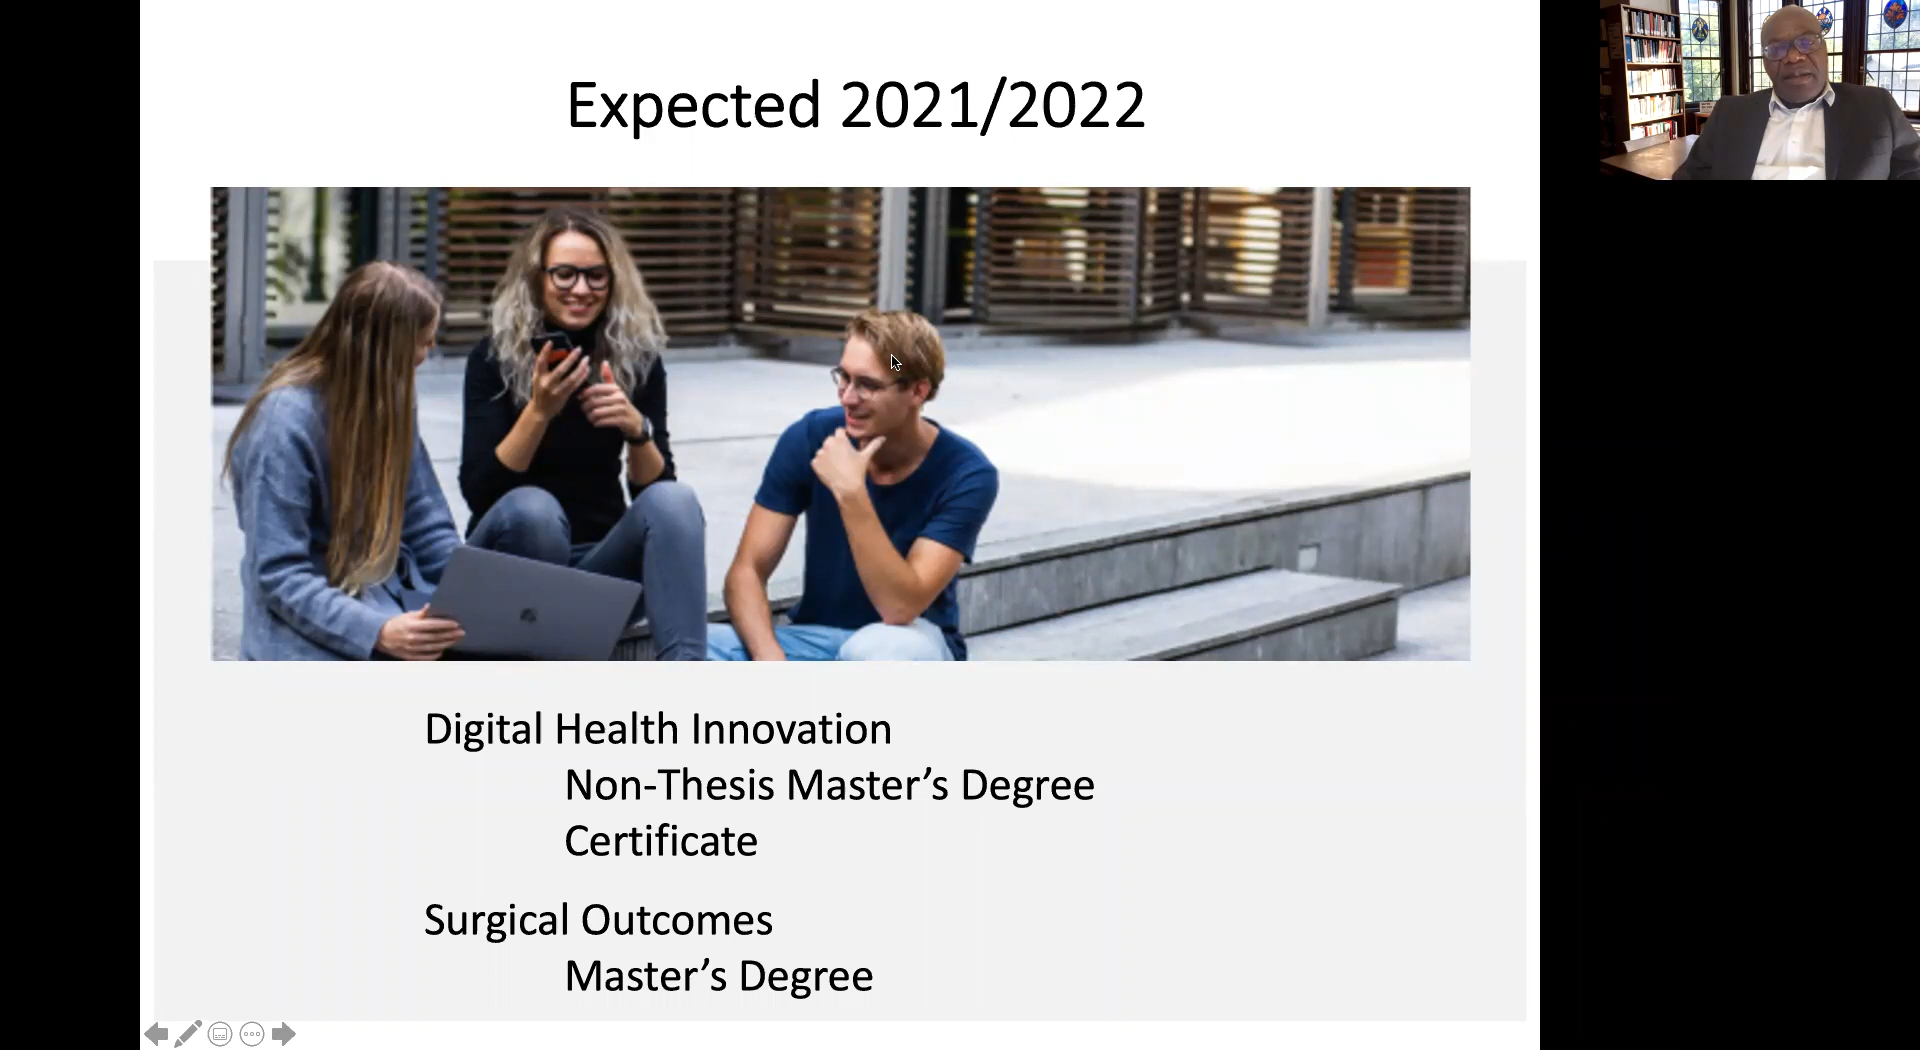 Expected 2021/2022
Digital Health Innovation
Non-Thesis Master’s Degree
Certificate
Surgical Outcomes
Master’s Degree